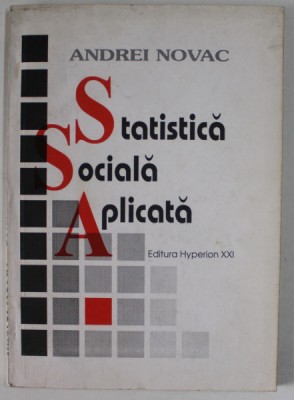 ANDREI NOVAC
Statistică
Socială
Aplicată
Editura Hyperion XXI